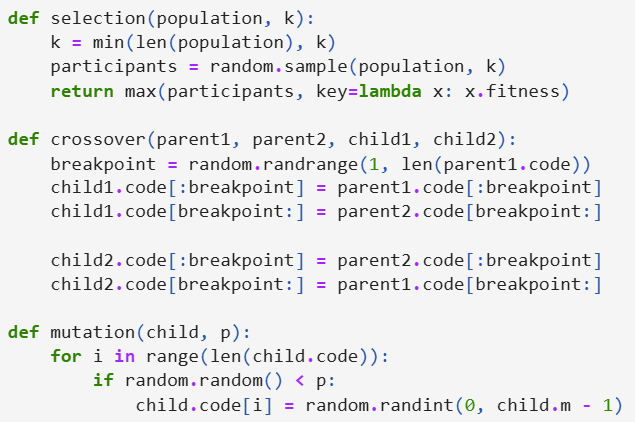 def selection(population, k):
    k = min(len(population), k)
    participants = random.sample(population, k)
    return max(participants, key=lambda x: x.fitness)

def crossover(parent1, parent2, child1, child2):
    breakpoint = random.randrange(1, len(parent1.code))
    child1.code[:breakpoint] = parent1.code[:breakpoint]
    child1.code[breakpoint:] = parent2.code[breakpoint:]

    child2.code[:breakpoint] = parent2.code[:breakpoint]
    child2.code[breakpoint:] = parent1.code[breakpoint:]

def mutation(child, p):
    for i in range(len(child.code)):
        if random.random() < p:
            child.code[i] = random.randint(0, child.m - 1)